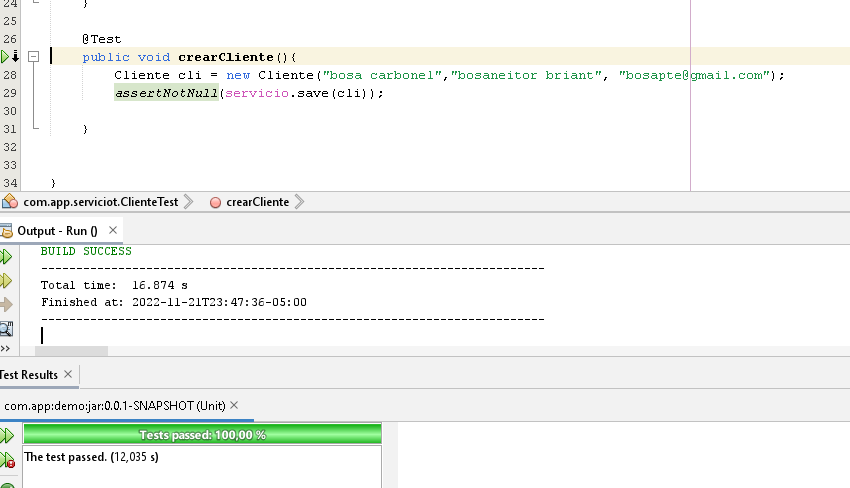 24 }
25
26 @Test
public void crearCliente(){
28 Cliente cli = new Cliente("bosa carbonel","bosaneitor briant", "bosapte@gmail.com");
29 assertNotNull(servicio.save(cli));
30
31 }
32
33
34 }
com.app.serviciot.ClienteTest crearCliente
Output - Run ()
BUILD SUCCESS
------------------------------------------------------------------------
Total time: 16.874 s
Finished at: 2022-11-21T23:47:36-05:00
------------------------------------------------------------------------
Test Results
com.app:demo:jar:0.0.1-SNAPSHOT (Unit)
Tests passed: 100,00 %
The test passed. (12,035 s)